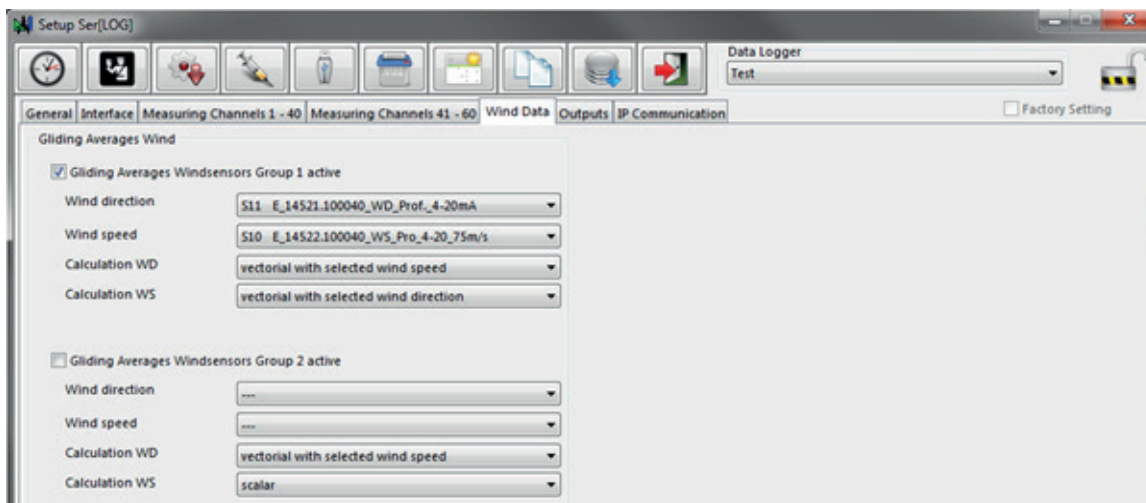 Setup Ser[LOG]
Data Logger
Test
General Interface Measuring Channels 1 - 40 Measuring Channels 41 - 60 Wind Data Outputs IP Communication Factory Setting
Gliding Averages Wind
Gliding Averages Windsensors Group 1 active
Wind direction S11 E_14521.100040_WD_Prof._4-20mA
Wind speed S10 E_14522.100040_WS_Pro_4-20_75m/s
Calculation WD vectorial with selected wind speed
Calculation WS vectorial with selected wind direction
Gliding Averages Windsensors Group 2 active
Wind direction ---
Wind speed ---
Calculation WD vectorial with selected wind speed
Calculation WS scalar